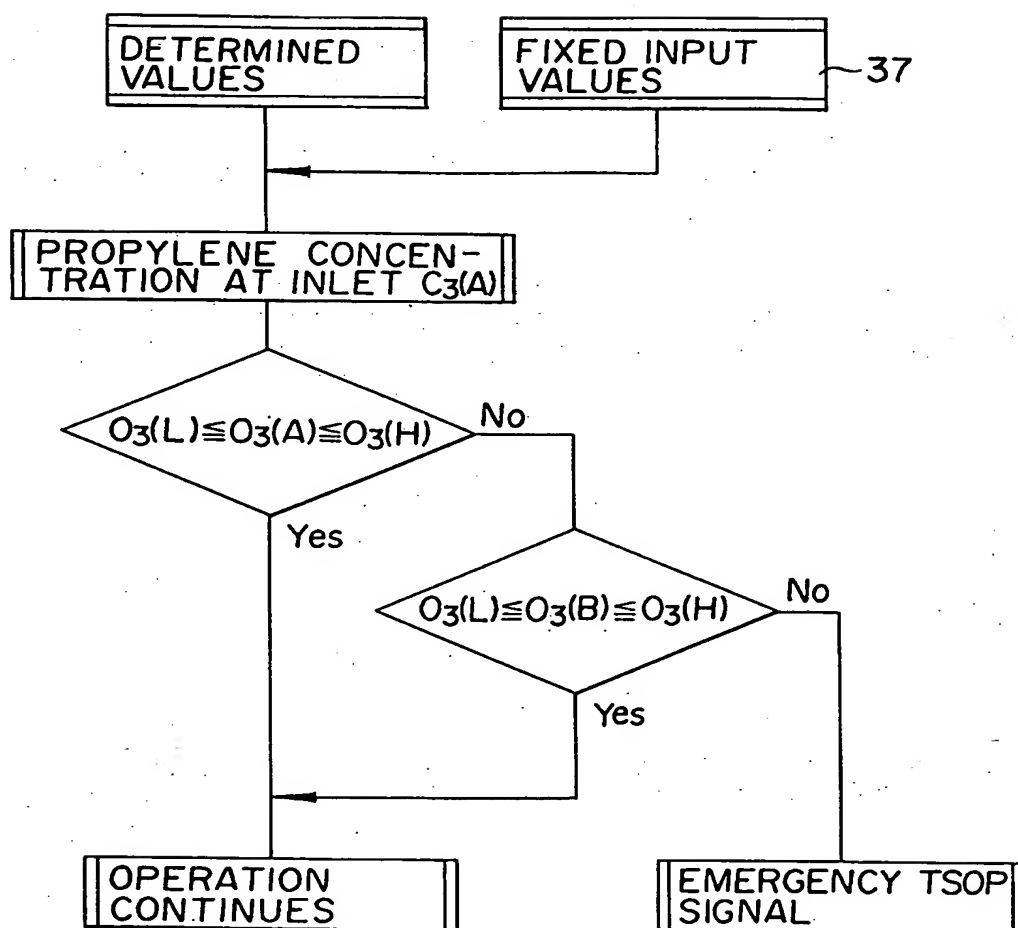 DETERMINED
VALUES
FIXED INPUT
VALUES
37
PROPYLENE CONCEN-
TRATION AT INLET C3(A)
O3(L)≦O3(A)≦O3(H)
No
Yes
O3(L)≦O3(B)≦O3(H)
No
Yes
OPERATION
CONTINUES
EMERGENCY TSOP
SIGNAL